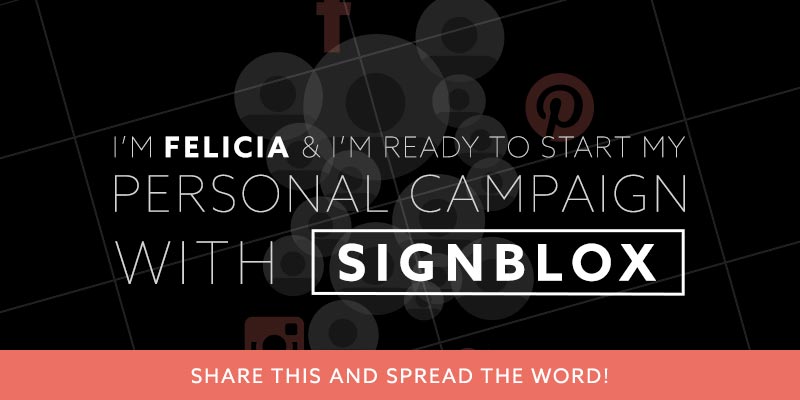 I'M FELICIA & I'M READY TO START MY
PERSONAL CAMPAIGN
WITH SIGNBLOX
SHARE THIS AND SPREAD THE WORD!